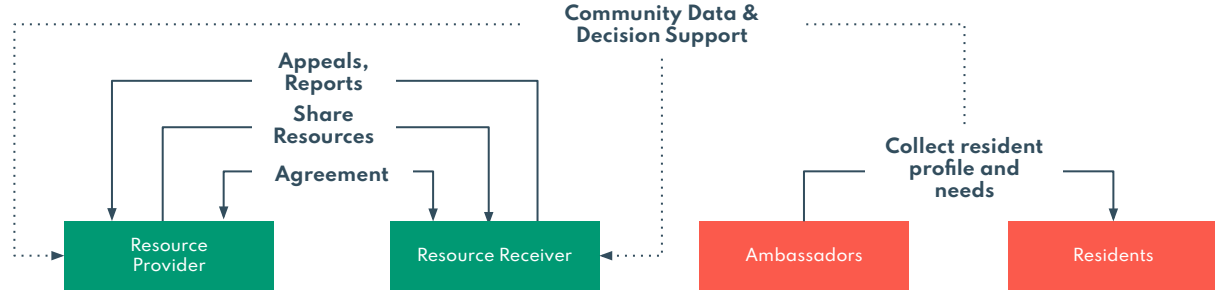 Community Data &
Decision Support
Appeals,
Reports
Share
Resources
Agreement
Collect resident
profile and
needs
Resource
Provider
Resource Receiver
Ambassadors
Residents